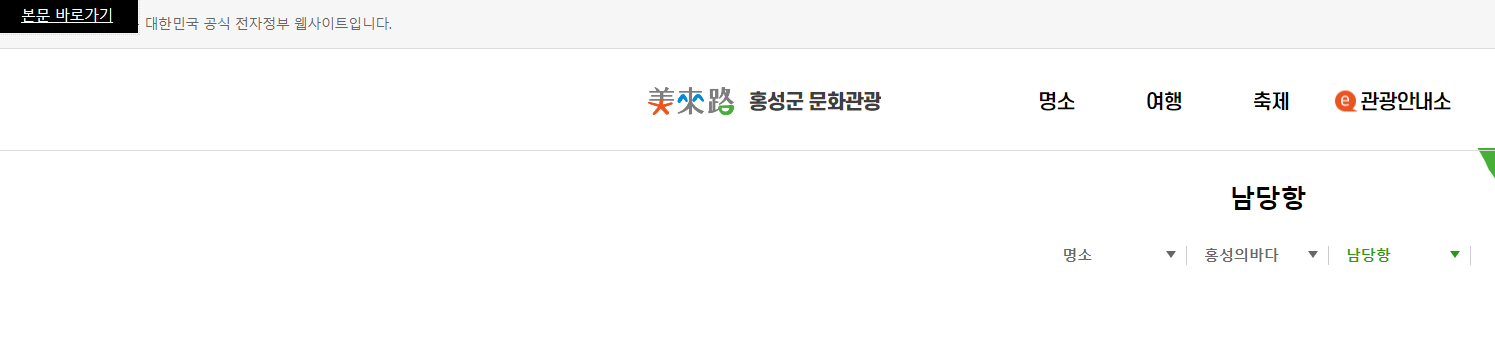 본문 바로가기
대한민국 공식 전자정부 웹사이트입니다.
美來路 홍성군 문화관광
명소 여행 축제 e 관광안내소
남당항
명소 홍성의바다 남당항